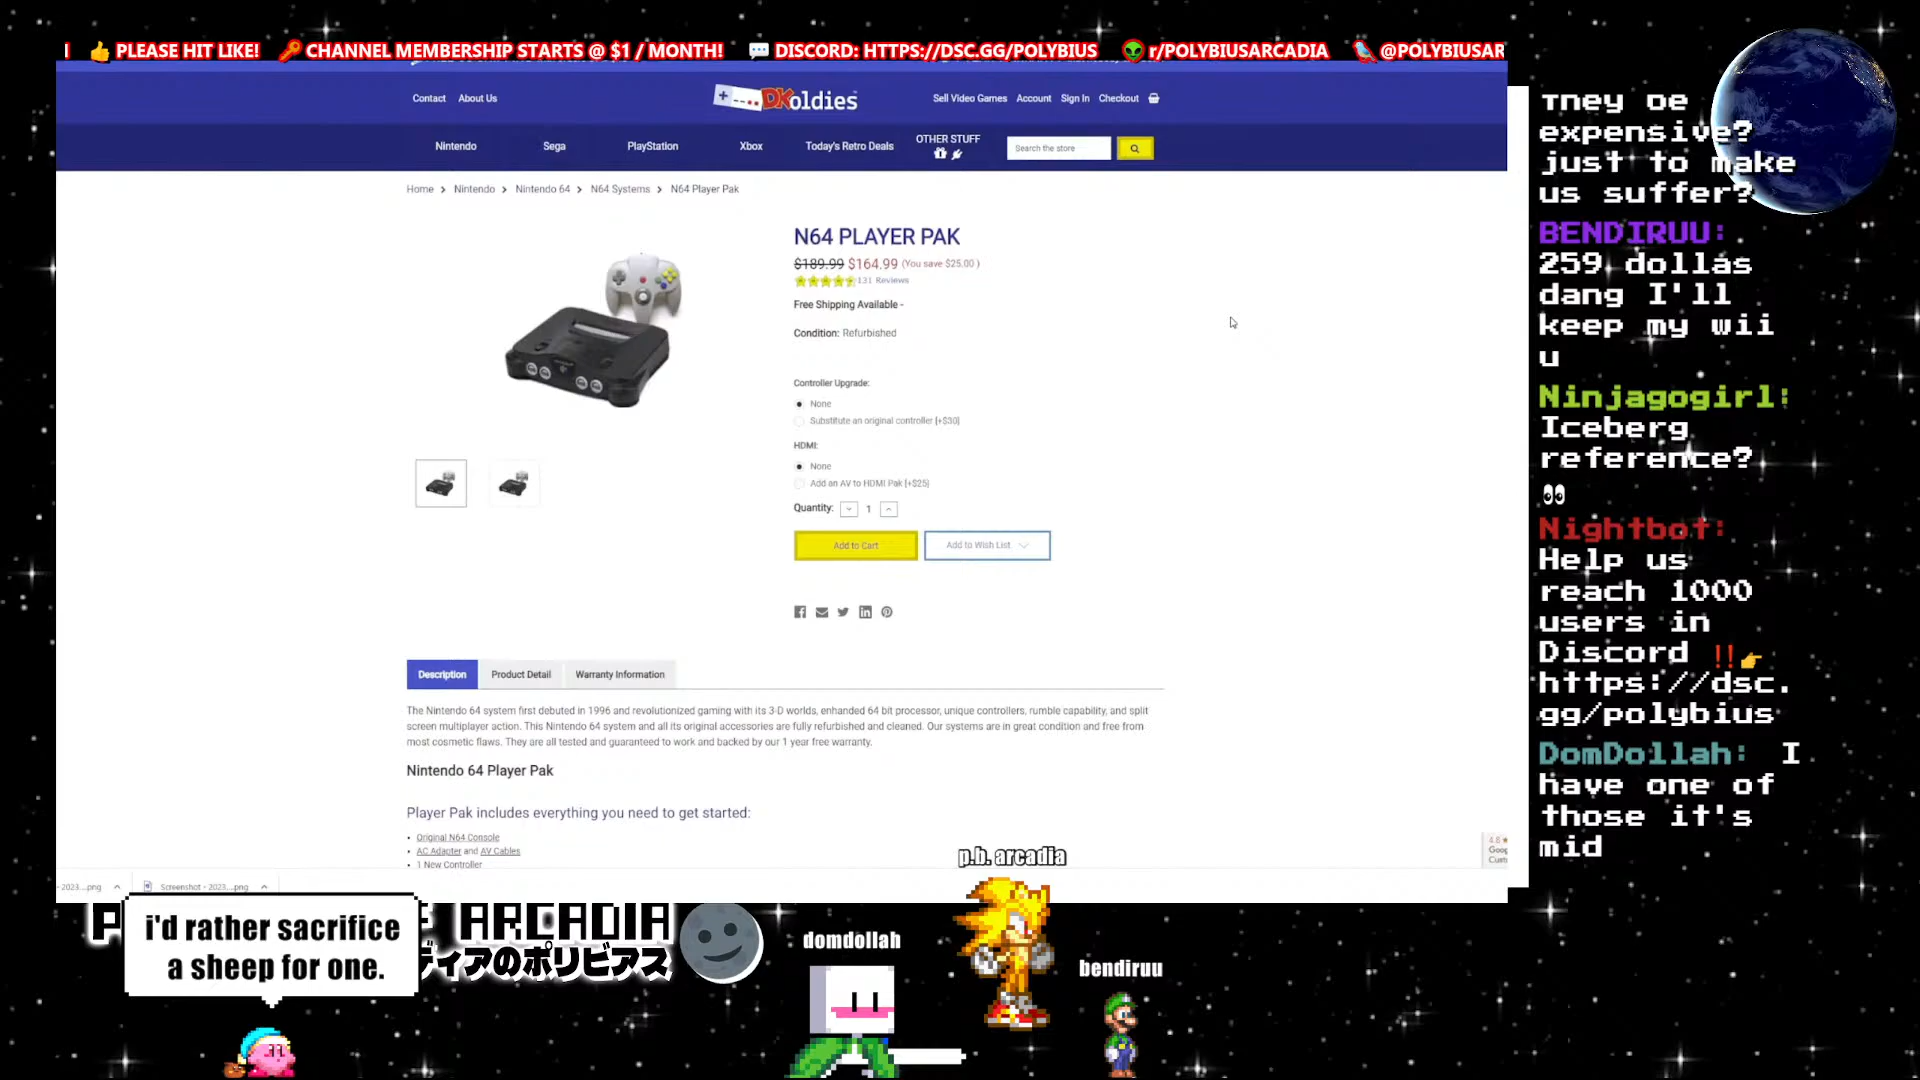 👍 PLEASE HIT LIKE! 🔑 CHANNEL MEMBERSHIP STARTS @ $1 / MONTH! 💬 DISCORD: HTTPS://DSC.GG/POLYBIUS 👽 r/POLYBIUSARCADIA 🐦 @POLYBIUSAR
Contact About Us
DKoldies
Sell Video Games Account Sign In Checkout
Nintendo Sega PlayStation Xbox Today's Retro Deals OTHER STUFF Search the store
Home > Nintendo > Nintendo 64 > N64 Systems > N64 Player Pak
N64 PLAYER PAK
$189.99 $164.99 (You save $25.00 )
131 Reviews
Free Shipping Available -
Condition: Refurbished
Controller Upgrade:
None
Substitute an original controller [+$30]
HDMI:
None
Add an AV to HDMI Pak [+$25]
Quantity: 1
Add to Cart Add to Wish List
Description Product Detail Warranty Information
The Nintendo 64 system first debuted in 1996 and revolutionized gaming with its 3-D worlds, enhanded 64 bit processor, unique controllers, rumble capability, and split
screen multiplayer action. This Nintendo 64 system and all its original accessories are fully refurbished and cleaned. Our systems are in great condition and free from
most cosmetic flaws. They are all tested and guaranteed to work and backed by our 1 year free warranty.
Nintendo 64 Player Pak
Player Pak includes everything you need to get started:
• Original N64 Console
• AC Adapter and AV Cables
• 1 New Controller
4.8
- 2023....png Screenshot - 2023....png
they be
expensive?
just to make
us suffer?
BENDIRUU:
259 dollas
dang I'll
keep my wii
u
Ninjagogirl:
Iceberg
reference?
👀
Nightbot:
Help us
reach 1000
users in
Discord ‼️👉
https://dsc.
gg/polybius
DomDollah: I
have one of
those it's
mid
i'd rather sacrifice
a sheep for one.
ARCADIA
ディアのポリビアス
p.b. arcadia
domdollah
bendiruu